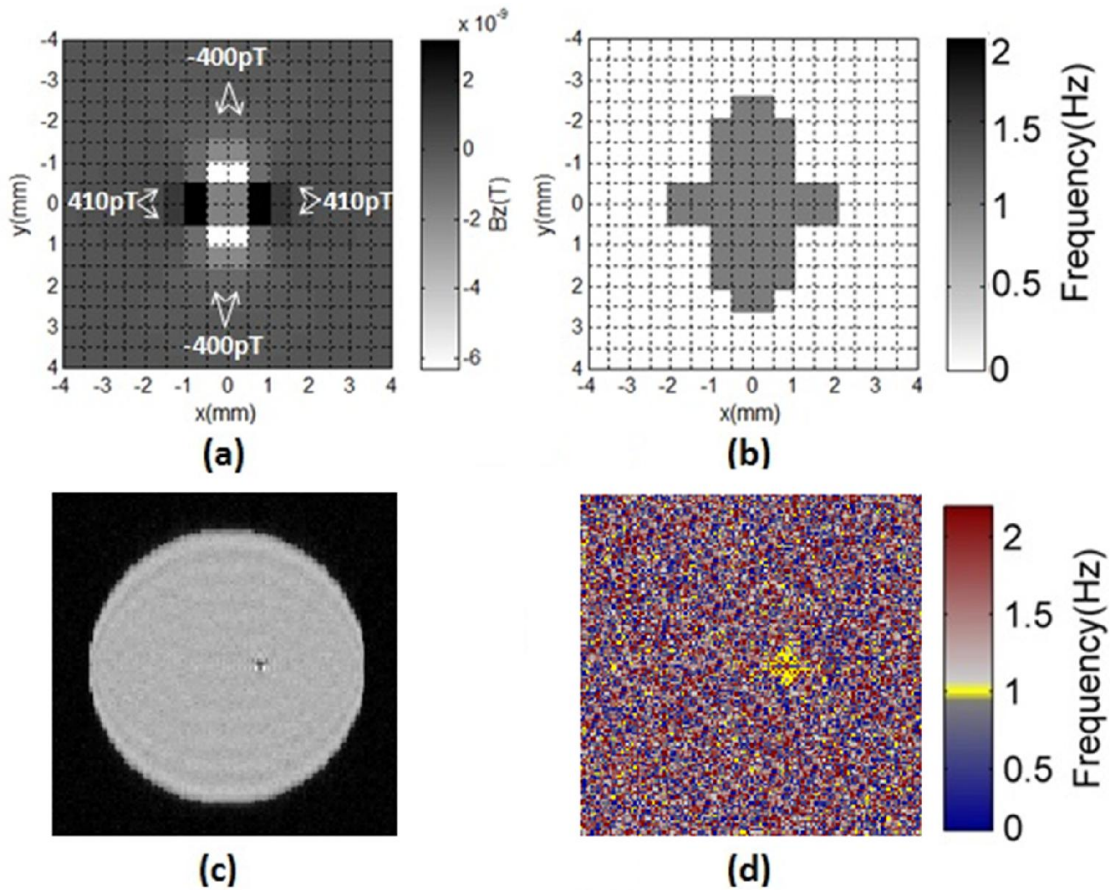 x 10^-9
-4
-3
-2
-1
0
1
2
3
4
y(mm)
-400pT
410pT
410pT
-400pT
-4 -3 -2 -1 0 1 2 3 4
x(mm)
2
0
-2
-4
-6
Bz(T)
(a)
-4
-3
-2
-1
0
1
2
3
4
y(mm)
-4 -3 -2 -1 0 1 2 3 4
x(mm)
2
1.5
1
0.5
0
Frequency(Hz)
(b)
(c)
2
1.5
1
0.5
0
Frequency(Hz)
(d)